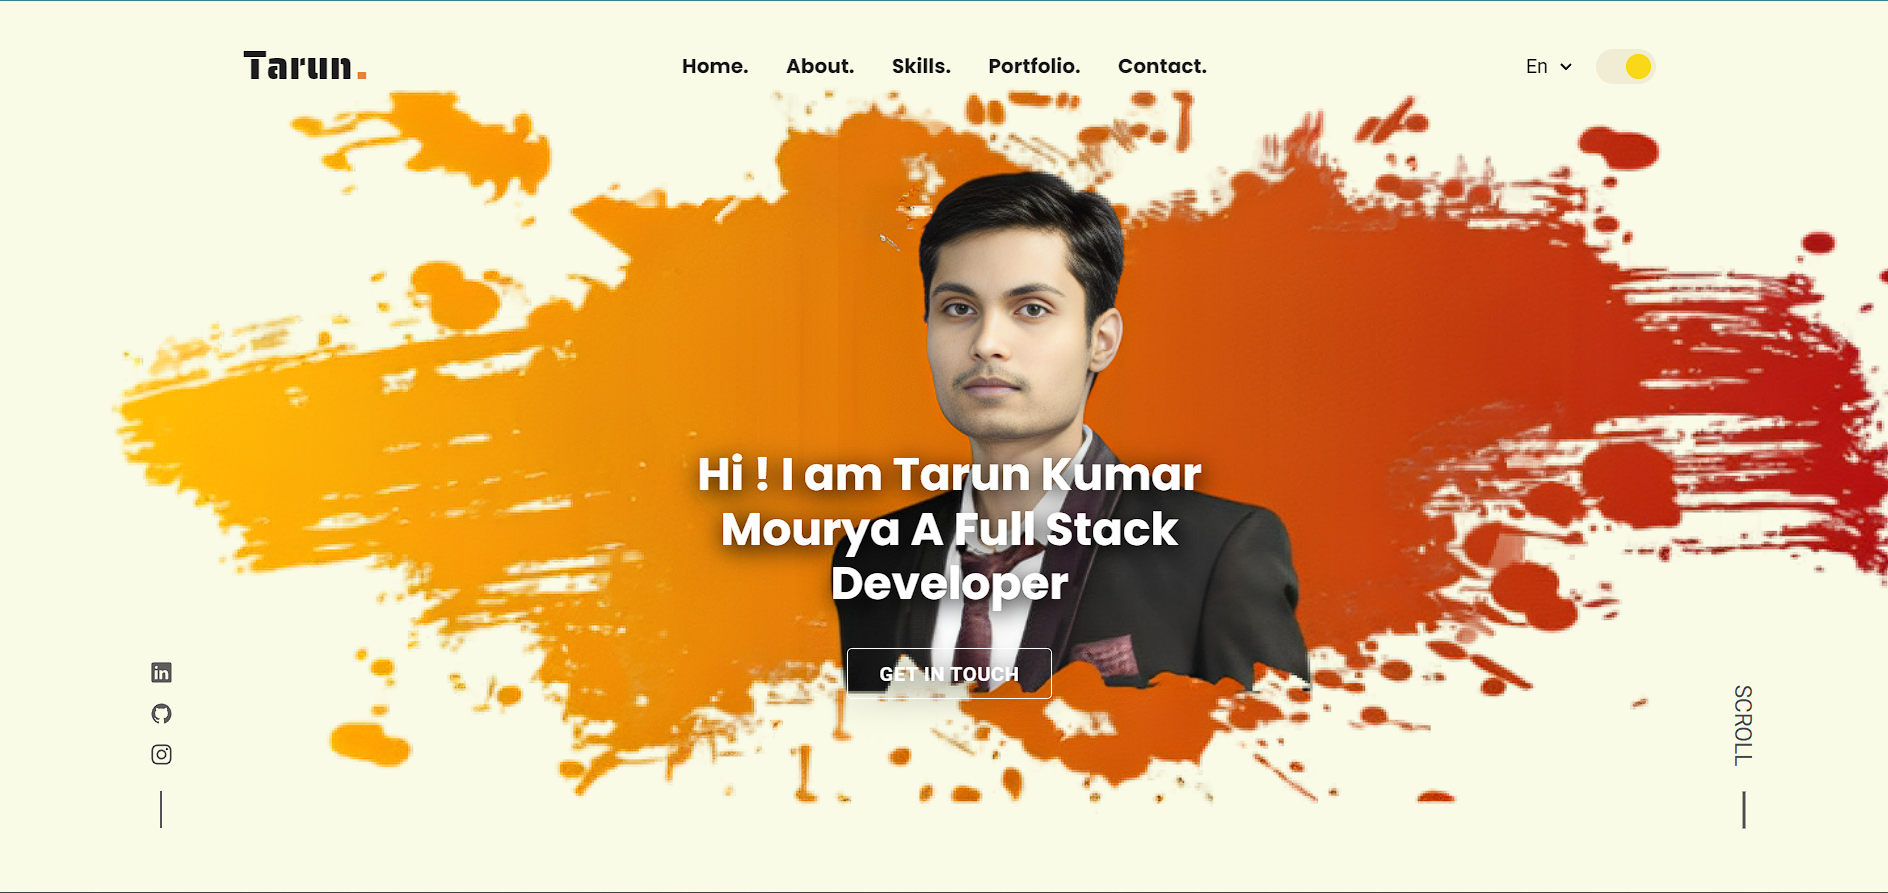 Tarun.
Home. About. Skills. Portfolio. Contact.
En
Hi ! I am Tarun Kumar
Mourya A Full Stack
Developer
GET IN TOUCH
in
SCROLL